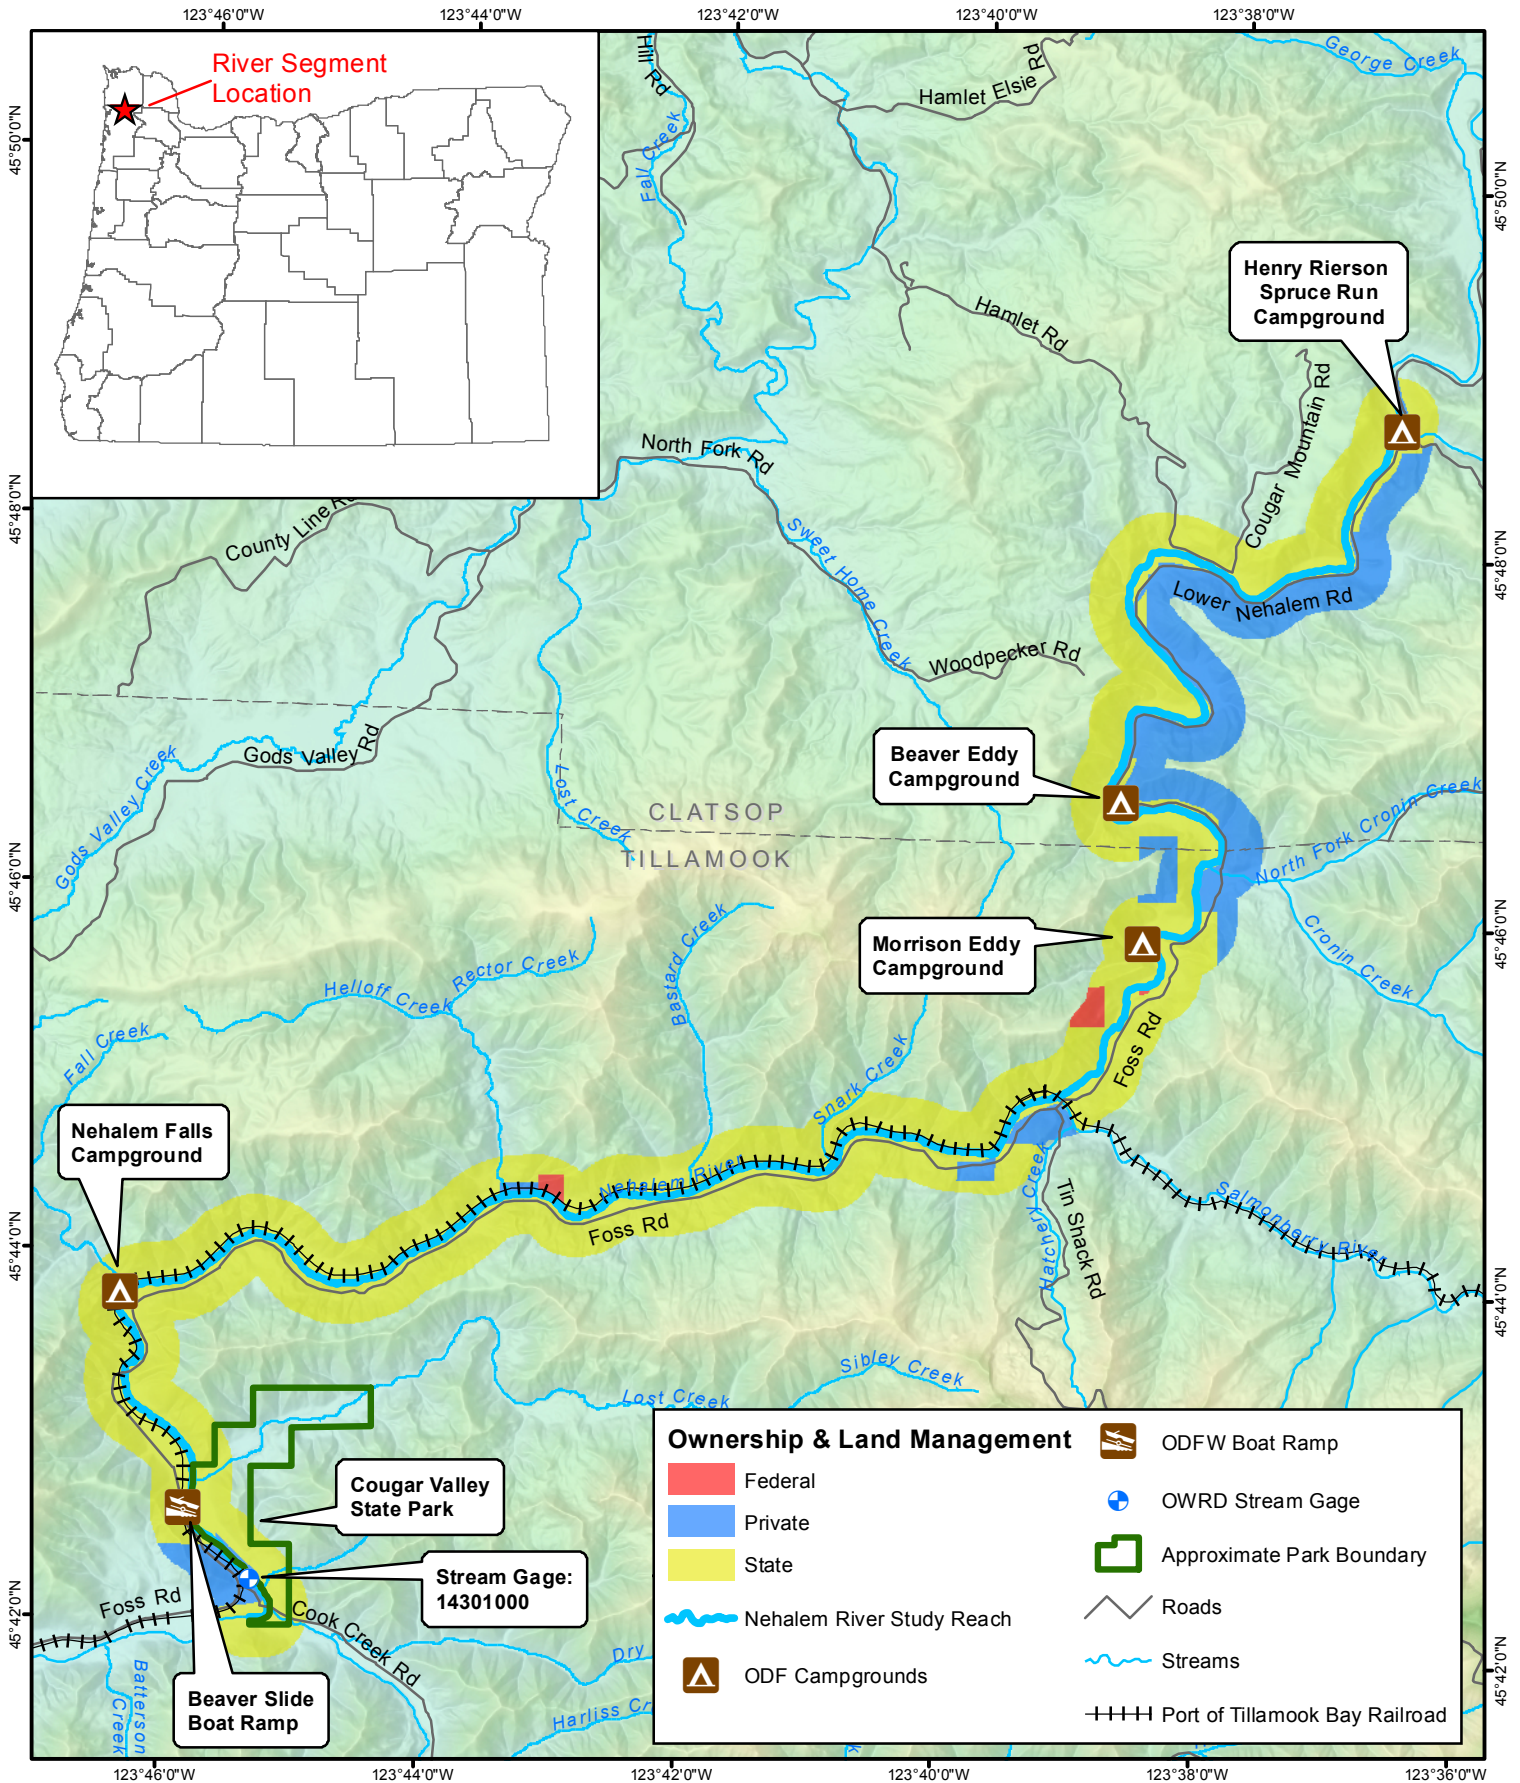 123°46'0"W
123°44'0"W
123°42'0"W
123°40'0"W
123°38'0"W
River Segment
Location
Hill Rd
Hamlet Elsie Rd
George Creek
Fall Creek
45°50'0"N
45°50'0"N
Henry Rierson
Spruce Run
Campground
Hamlet Rd
Cougar Mountain Rd
North Fork Rd
45°48'0"N
County Line Rd
Sweet Home Creek
45°48'0"N
Lower Nehalem Rd
Woodpecker Rd
Gods Valley Rd
Gods Valley Creek
Beaver Eddy
Campground
Lost Creek
CLATSOP
TILLAMOOK
North Fork Cronin Creek
45°46'0"N
Cronin Creek
45°46'0"N
Morrison Eddy
Campground
Bastard Creek
Rector Creek
Helloff Creek
Fall Creek
Snark Creek
Foss Rd
Nehalem Falls
Campground
Nehalem River
Foss Rd
Hatchery Creek
Tin Shack Rd
Salmonberry River
45°44'0"N
45°44'0"N
Sibley Creek
Lost Creek
Cougar Valley
State Park
Stream Gage:
14301000
Foss Rd
Cook Creek Rd
45°42'0"N
45°42'0"N
Dry
Batterson
Creek
Harliss Cr
Beaver Slide
Boat Ramp
Ownership & Land Management
Federal
Private
State
Nehalem River Study Reach
ODF Campgrounds
ODFW Boat Ramp
OWRD Stream Gage
Approximate Park Boundary
Roads
Streams
Port of Tillamook Bay Railroad
123°46'0"W
123°44'0"W
123°42'0"W
123°40'0"W
123°38'0"W
123°36'0"W